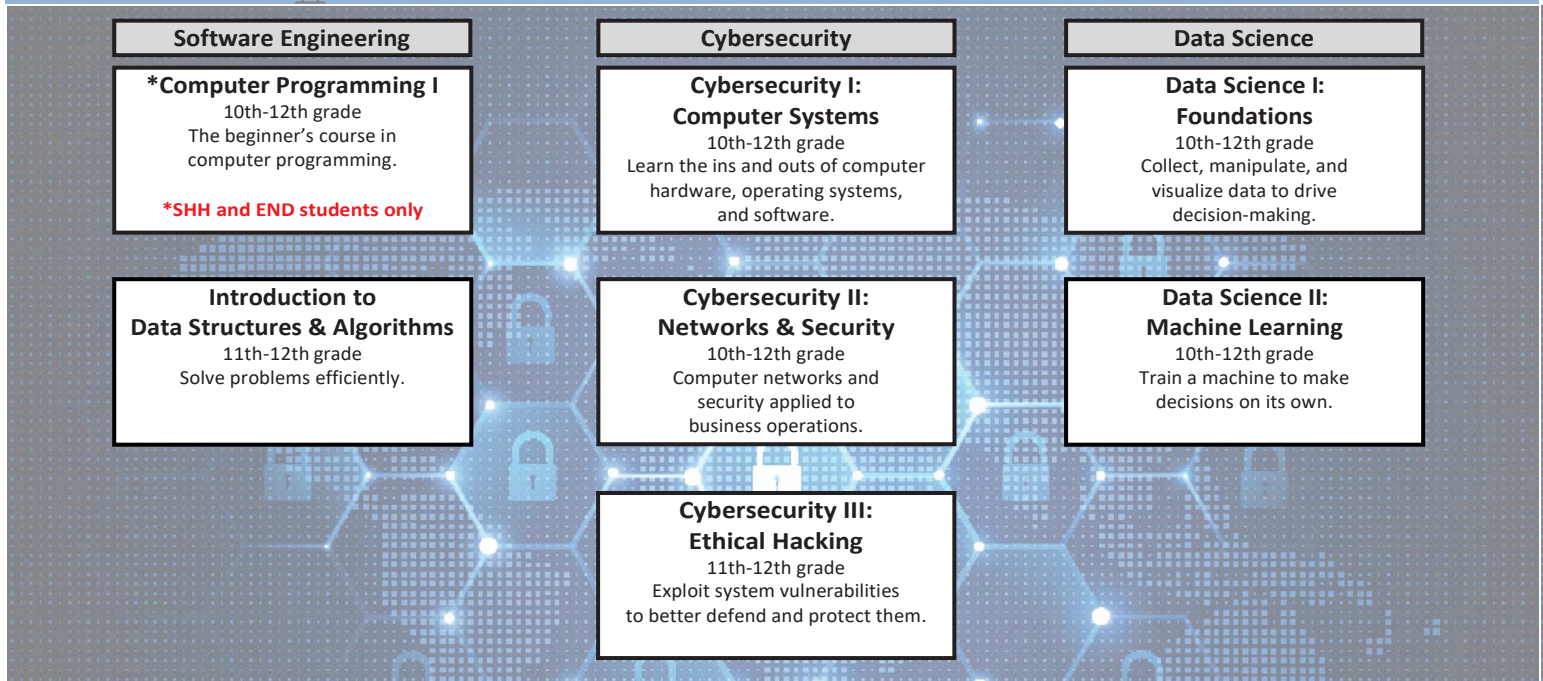 Software Engineering
*Computer Programming I
10th-12th grade
The beginner’s course in
computer programming.
*SHH and END students only
Introduction to
Data Structures & Algorithms
11th-12th grade
Solve problems efficiently.
Cybersecurity
Cybersecurity I:
Computer Systems
10th-12th grade
Learn the ins and outs of computer
hardware, operating systems,
and software.
Cybersecurity II:
Networks & Security
10th-12th grade
Computer networks and
security applied to
business operations.
Cybersecurity III:
Ethical Hacking
11th-12th grade
Exploit system vulnerabilities
to better defend and protect them.
Data Science
Data Science I:
Foundations
10th-12th grade
Collect, manipulate, and
visualize data to drive
decision-making.
Data Science II:
Machine Learning
10th-12th grade
Train a machine to make
decisions on its own.